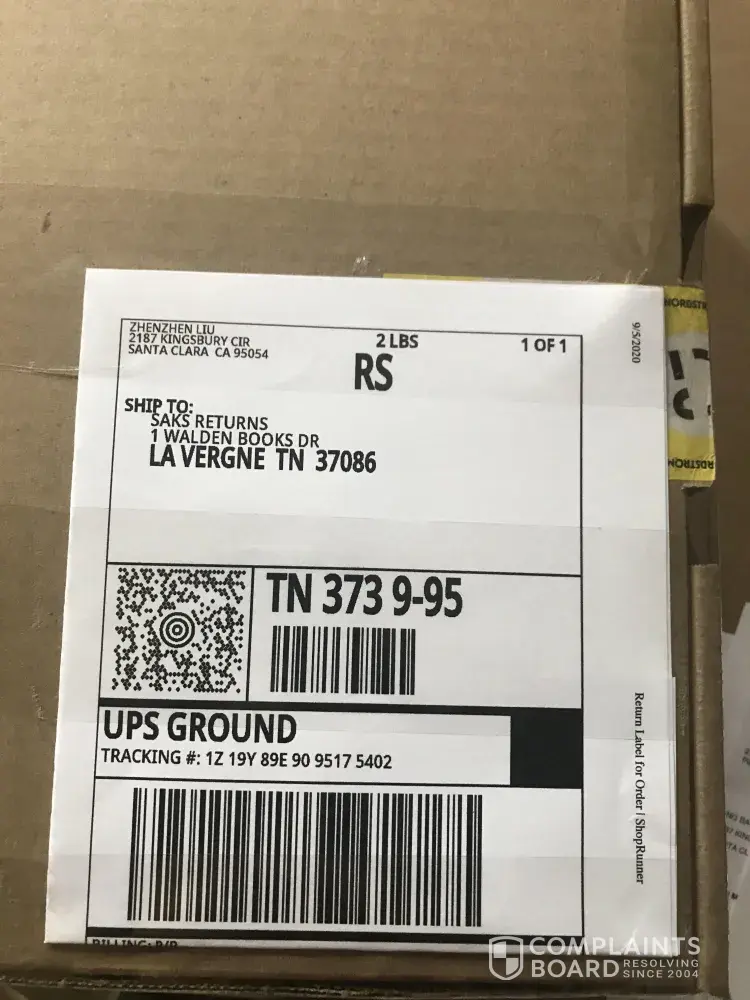 ZHENZHEN LIU
2187 KINGSBURY CIR
SANTA CLARA CA 95054
2 LBS
1 OF 1
RS
SHIP TO:
SAKS RETURNS
1 WALDEN BOOKS DR
LA VERGNE TN 37086
TN 373 9-95
UPS GROUND
TRACKING #: 1Z 19Y 89E 90 9517 5402
BILLING: P/P
9/5/2020
Return Label for Order | ShopRunner
COMPLAINTS
BOARD RESOLVING
SINCE 2004